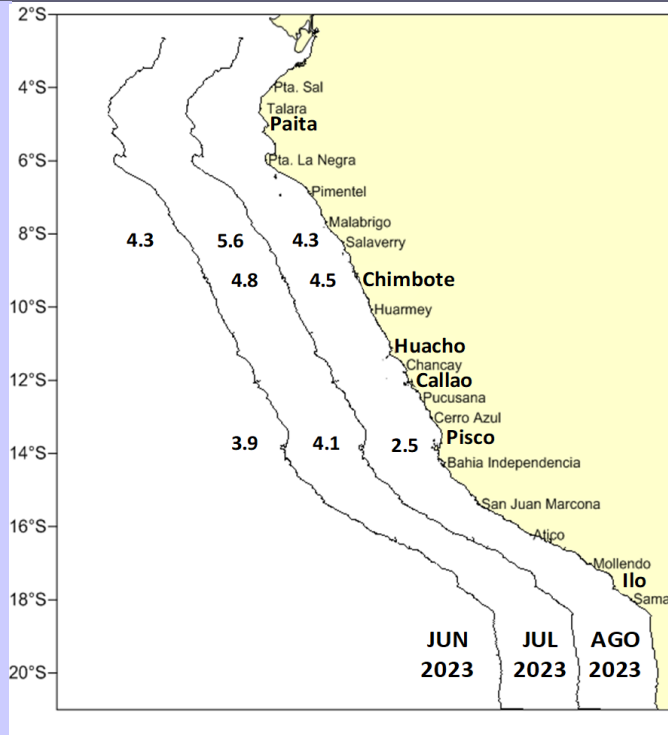 2°S
4°S
Pta. Sal
Talara
Paita
6°S
Pta. La Negra
Pimentel
Malabrigo
8°S
4.3 5.6 4.3 Salaverry
4.8 4.5 Chimbote
10°S
Huarmey
Huacho
Chancay
12°S
Callao
Pucusana
Cerro Azul
3.9 4.1 2.5 Pisco
14°S
Bahia Independencia
San Juan Marcona
16°S
Atico
Mollendo
Ilo
18°S
Sama
JUN JUL AGO
2023 2023 2023
20°S